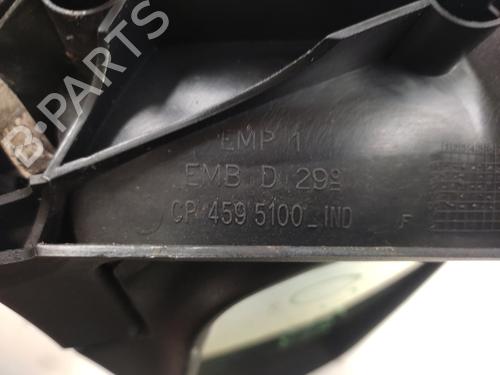 B-PARTS
EMP 1
EMB D 29º
CP 459 5100_IND
F